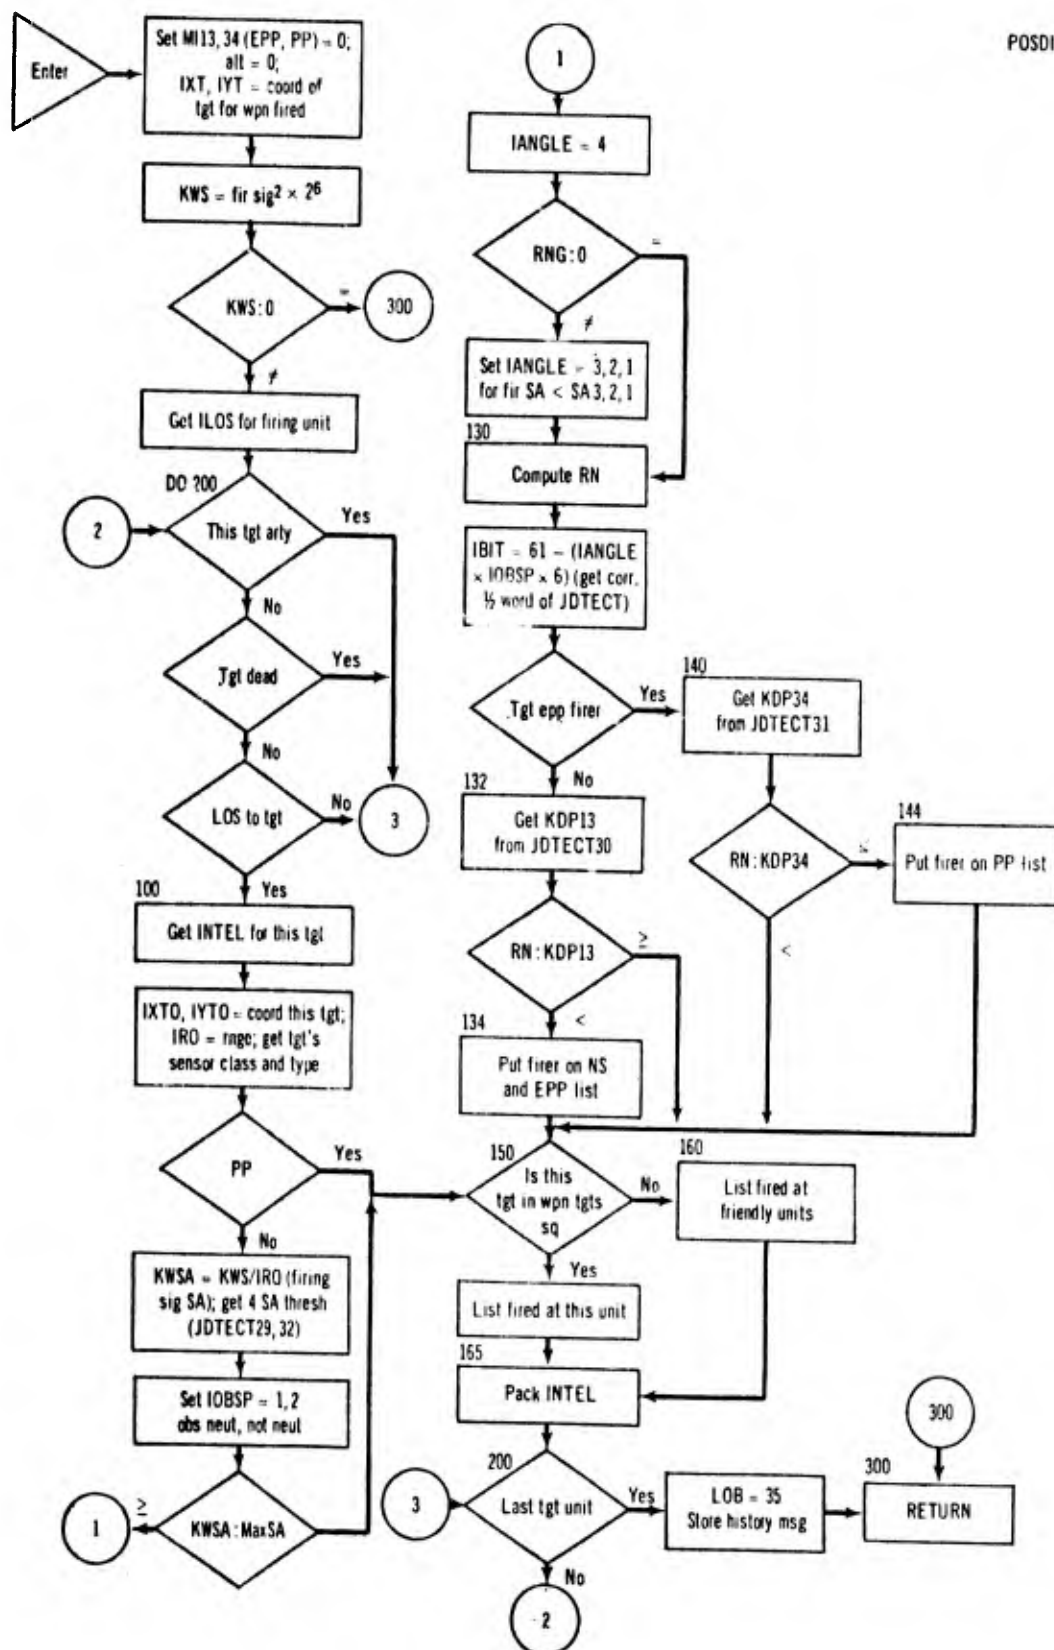 POSDI
Enter
Set MI13, 34 (EPP, PP) = 0;
alt = 0;
IXT, IYT = coord of
tgt for wpn fired
KWS = fir sig² × 2⁶
KWS : 0
=
300
≠
Get ILOS for firing unit
DO 200
2
This tgt arty
Yes
No
Tgt dead
Yes
No
LOS to tgt
No
3
Yes
100
Get INTEL for this tgt
IXTO, IYTO = coord this tgt;
IRO = rnge; get tgt's
sensor class and type
PP
Yes
No
KWSA = KWS/IRO (firing
sig SA); get 4 SA thresh
(JDTECT29, 32)
Set IOBSP = 1, 2
obs neut, not neut
1
≥
KWSA : MaxSA
1
IANGLE = 4
RNG : 0
=
≠
Set IANGLE = 3, 2, 1
for fir SA < SA 3, 2, 1
130
Compute RN
IBIT = 61 – (IANGLE
× IOBSP × 6) (get corr.
½ word of JDTECT)
Tgt epp firer
Yes
No
140
Get KDP34
from JDTECT31
132
Get KDP13
from JDTECT30
RN : KDP34
<
144
Put firer on PP list
RN : KDP13
≥
<
134
Put firer on NS
and EPP list
150
Is this
tgt in wpn tgts
sq
No
160
List fired at
friendly units
Yes
List fired at this unit
165
Pack INTEL
200
3
Last tgt unit
Yes
LOB = 35
Store history msg
300
300
RETURN
No
2